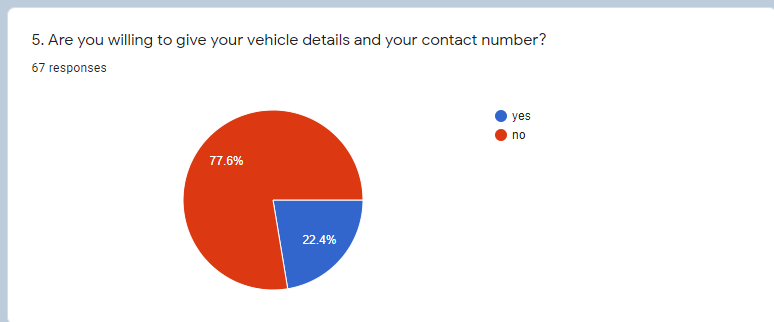 5. Are you willing to give your vehicle details and your contact number?
67 responses
yes
no
77.6%
22.4%